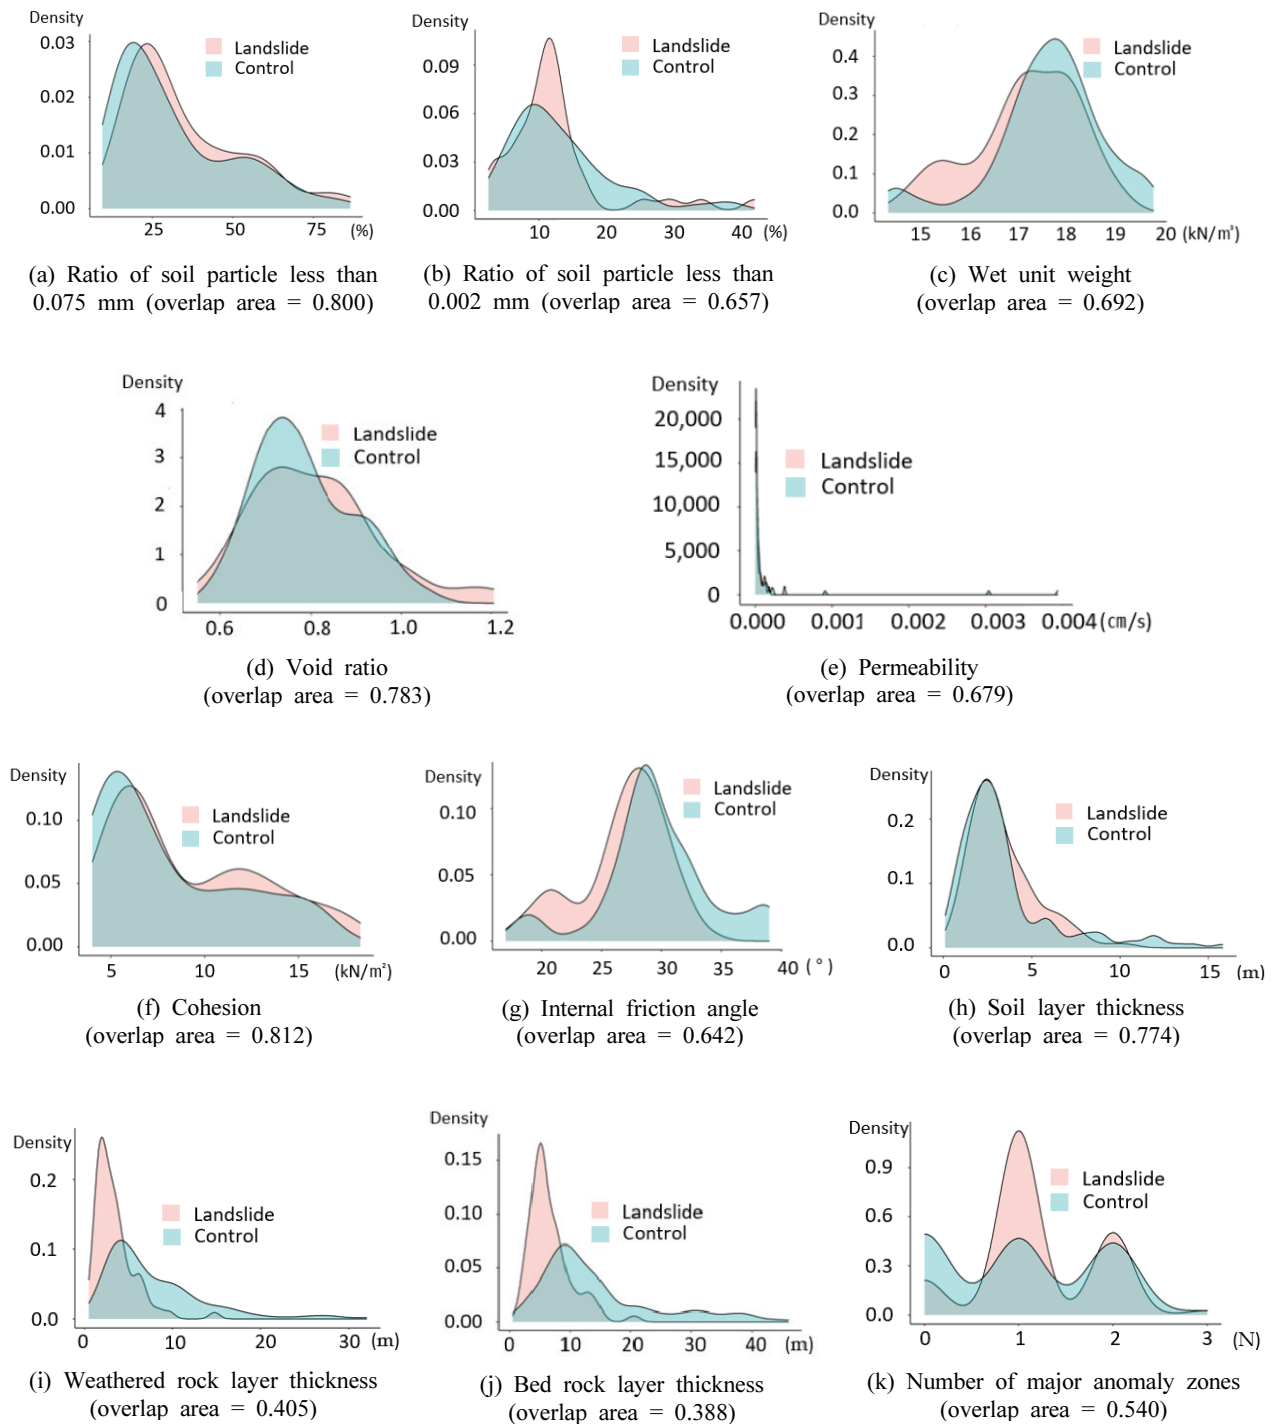 Density
0.03
0.02
0.01
0.00
25 50 75 (%)
Landslide
Control
(a) Ratio of soil particle less than
0.075 mm (overlap area = 0.800)
Density
0.09
0.06
0.03
0.00
10 20 30 40 (%)
Landslide
Control
(b) Ratio of soil particle less than
0.002 mm (overlap area = 0.657)
Density
0.4
0.3
0.2
0.1
0.0
15 16 17 18 19 20 (kN/m³)
Landslide
Control
(c) Wet unit weight
(overlap area = 0.692)
Density
4
3
2
1
0
0.6 0.8 1.0 1.2
Landslide
Control
(d) Void ratio
(overlap area = 0.783)
Density
20,000
15,000
10,000
5,000
0
0.000 0.001 0.002 0.003 0.004 (cm/s)
Landslide
Control
(e) Permeability
(overlap area = 0.679)
Density
0.10
0.05
0.00
5 10 15 (kN/m²)
Landslide
Control
(f) Cohesion
(overlap area = 0.812)
Density
0.10
0.05
0.00
20 25 30 35 40 (°)
Landslide
Control
(g) Internal friction angle
(overlap area = 0.642)
Density
0.2
0.1
0.0
0 5 10 15 (m)
Landslide
Control
(h) Soil layer thickness
(overlap area = 0.774)
Density
0.2
0.1
0.0
0 10 20 30 (m)
Landslide
Control
(i) Weathered rock layer thickness
(overlap area = 0.405)
Density
0.15
0.10
0.05
0.00
0 10 20 30 40 (m)
Landslide
Control
(j) Bed rock layer thickness
(overlap area = 0.388)
Density
0.9
0.6
0.3
0.0
0 1 2 3 (N)
Landslide
Control
(k) Number of major anomaly zones
(overlap area = 0.540)